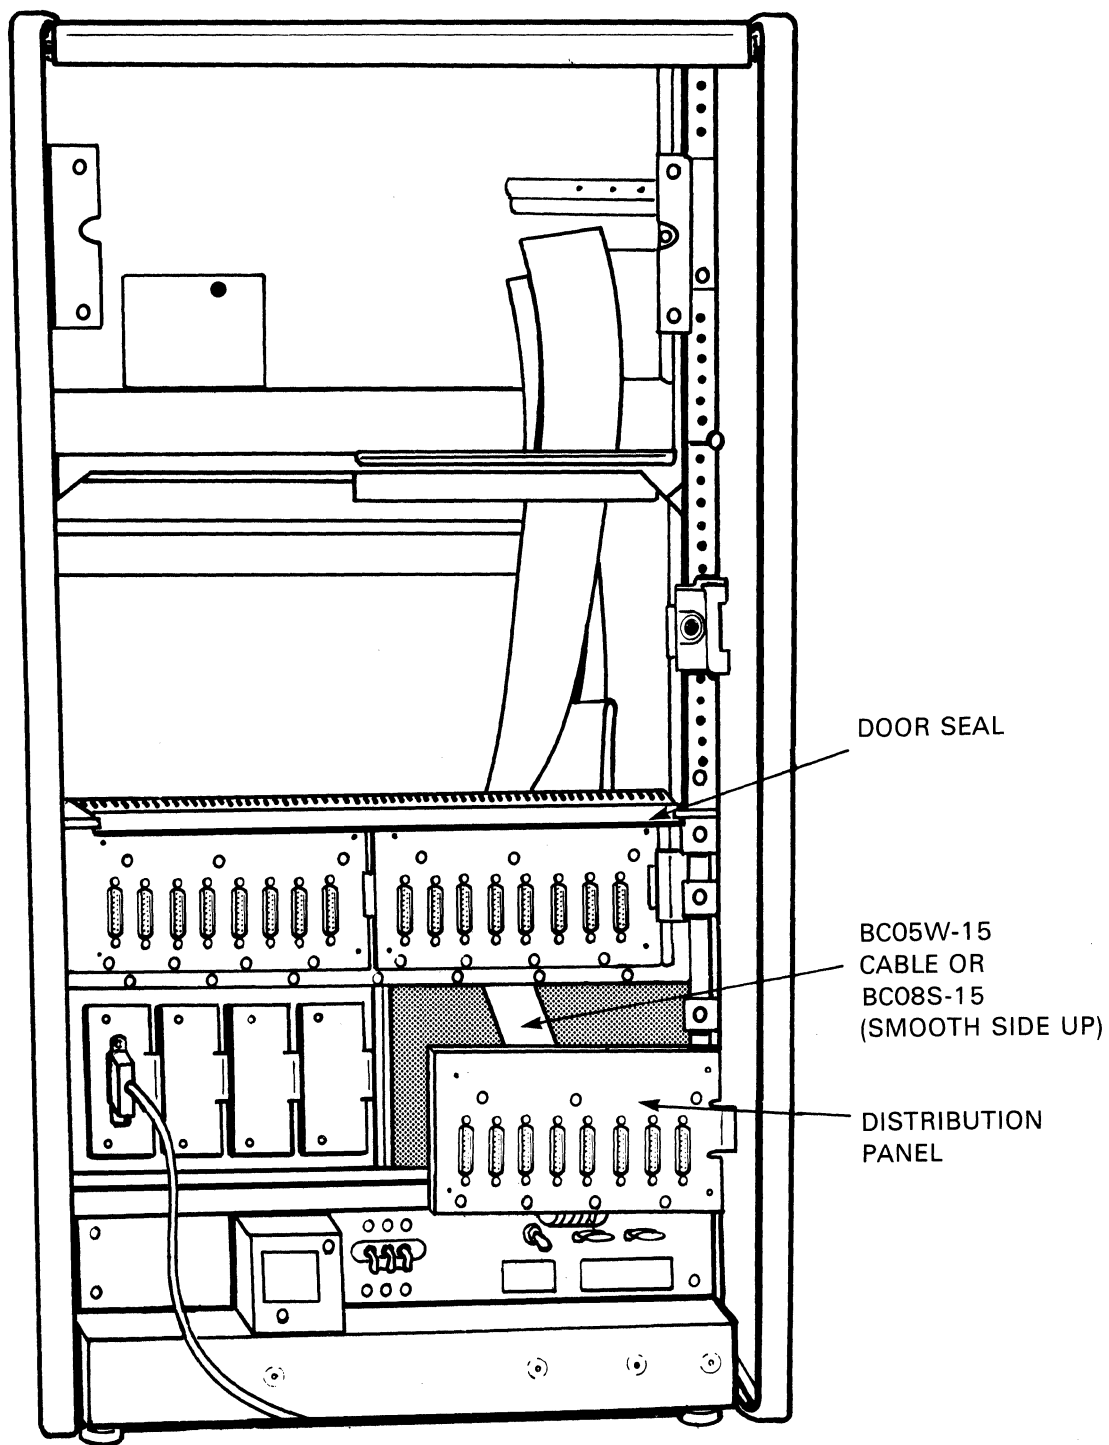 DOOR SEAL
BC05W-15
CABLE OR
BC08S-15
(SMOOTH SIDE UP)
DISTRIBUTION
PANEL